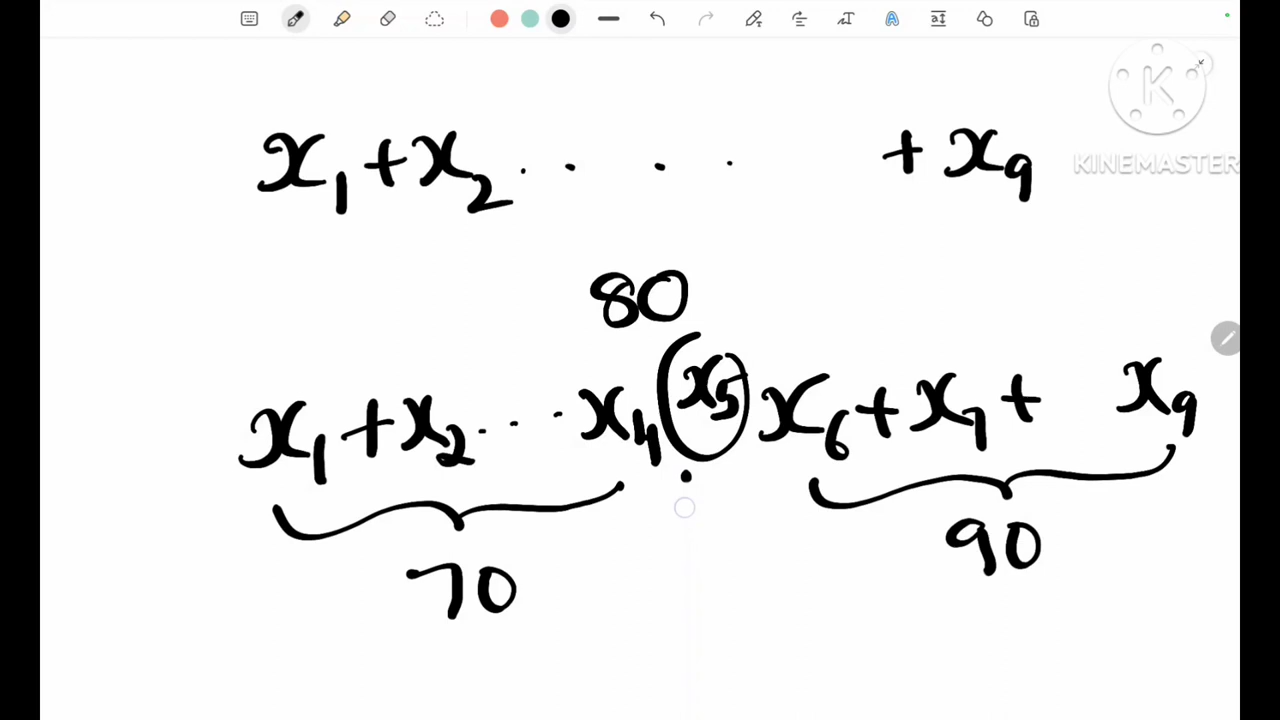 KINEMASTER
x₁+x₂. . . . +x₉
80
x₁+x₂. . . .x₄ (x₅) x₆+x₇+ x₉
70
90